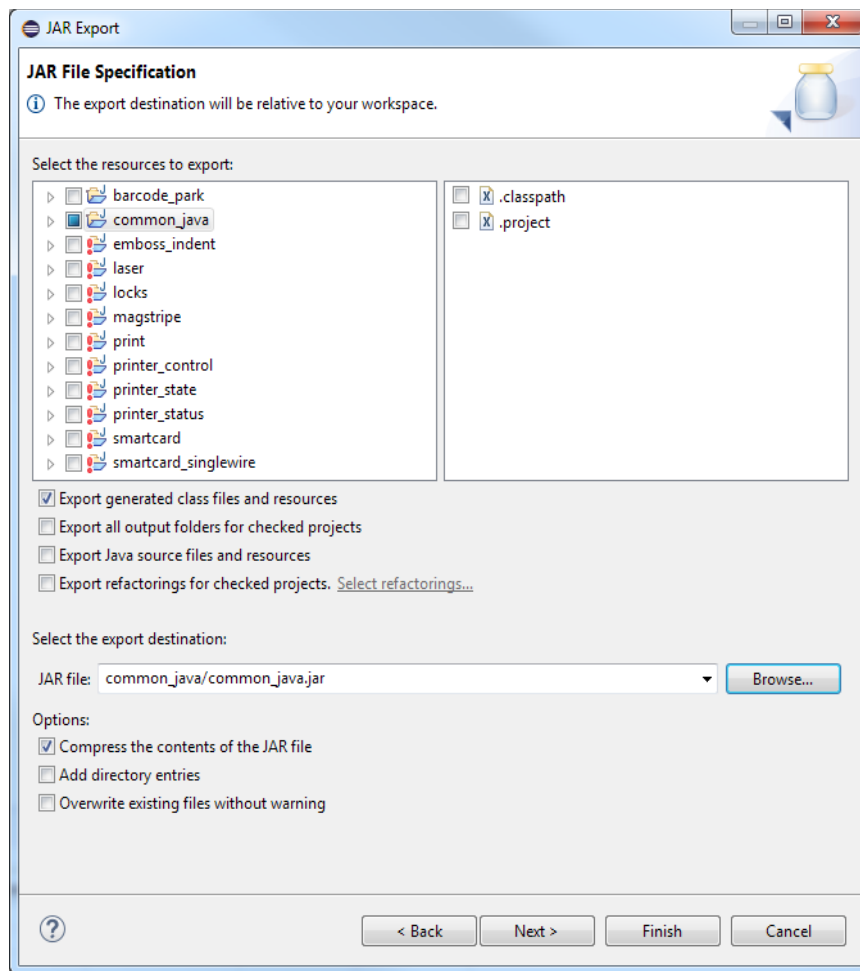 JAR Export
JAR File Specification
The export destination will be relative to your workspace.
Select the resources to export:
barcode_park
common_java
emboss_indent
laser
locks
magstripe
print
printer_control
printer_state
printer_status
smartcard
smartcard_singlewire
.classpath
.project
Export generated class files and resources
Export all output folders for checked projects
Export Java source files and resources
Export refactorings for checked projects. Select refactorings...
Select the export destination:
JAR file: common_java/common_java.jar Browse...
Options:
Compress the contents of the JAR file
Add directory entries
Overwrite existing files without warning
< Back Next > Finish Cancel